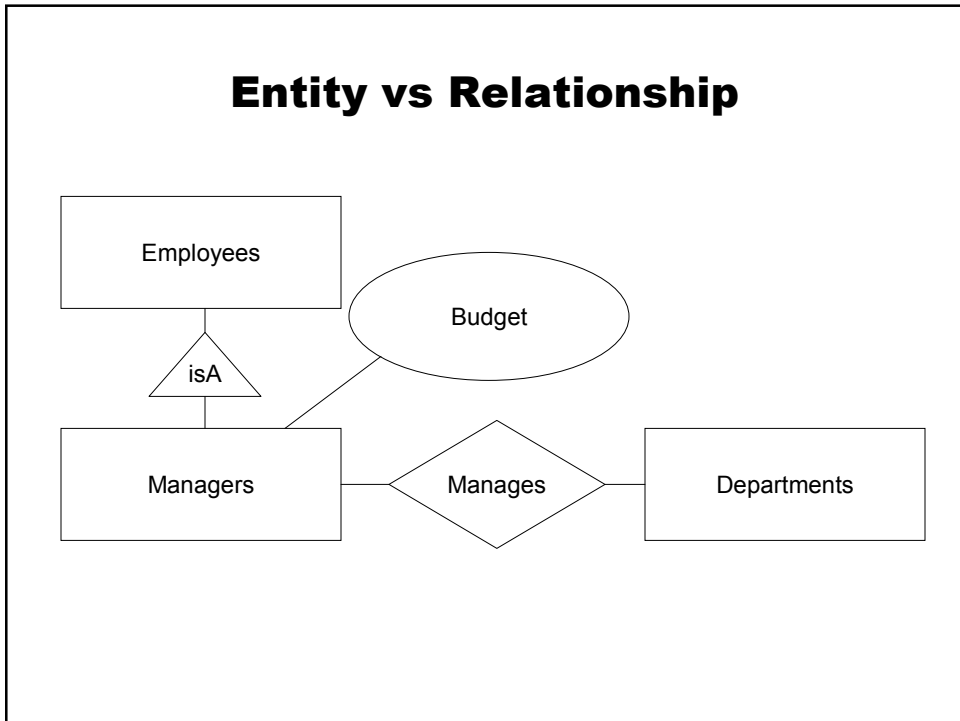 Entity vs Relationship
Employees
Budget
isA
Managers
Manages
Departments